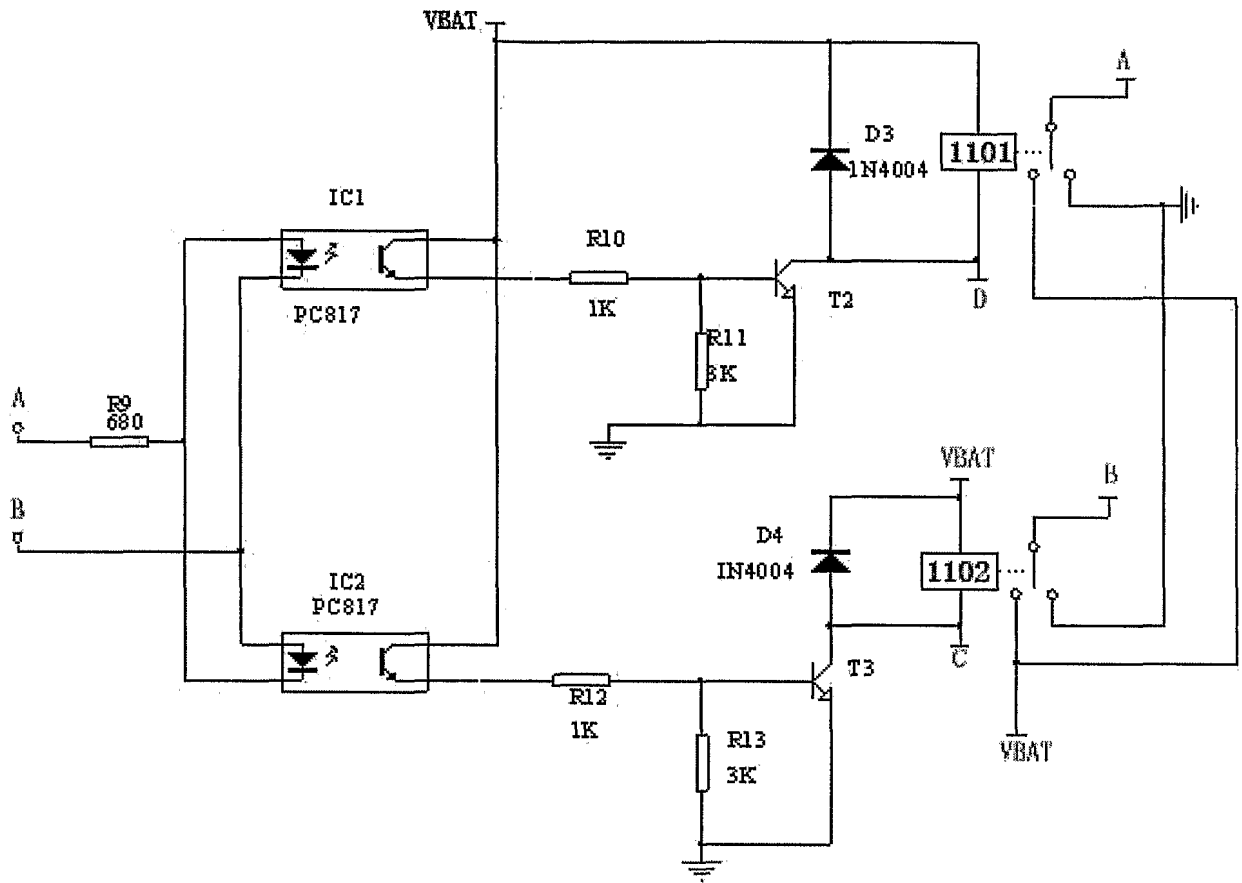 VBAT
A
D3
1N4004
1101
IC1
R10
1K
PC817
T2
D
R11
3K
A
R9
680
B
VBAT
B
D4
IN4004
1102
IC2
PC817
C
T3
R12
1K
R13
3K
VBAT